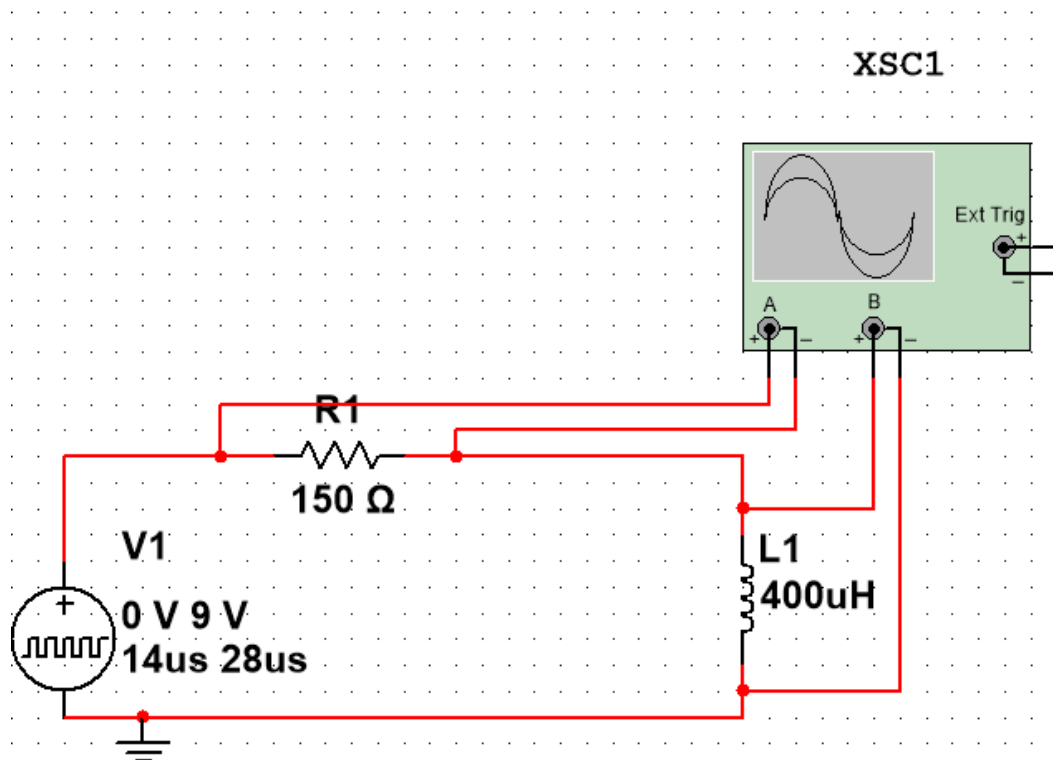 XSC1
Ext Trig
+
−
A
B
+
−
+
−
R1
150 Ω
V1
+
0 V 9 V
14us 28us
L1
400uH